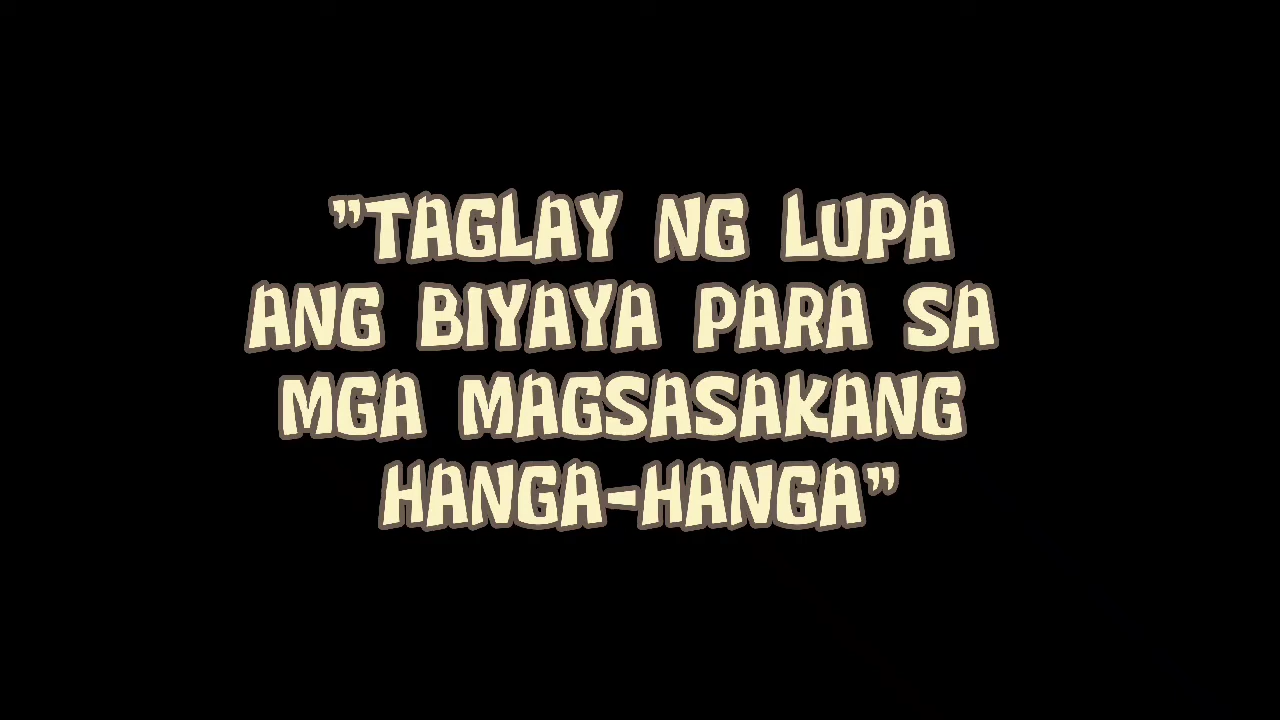 ”TAGLAY NG LUPA
ANG BIYAYA PARA SA
MGA MAGSASAKANG
HANGA-HANGA”